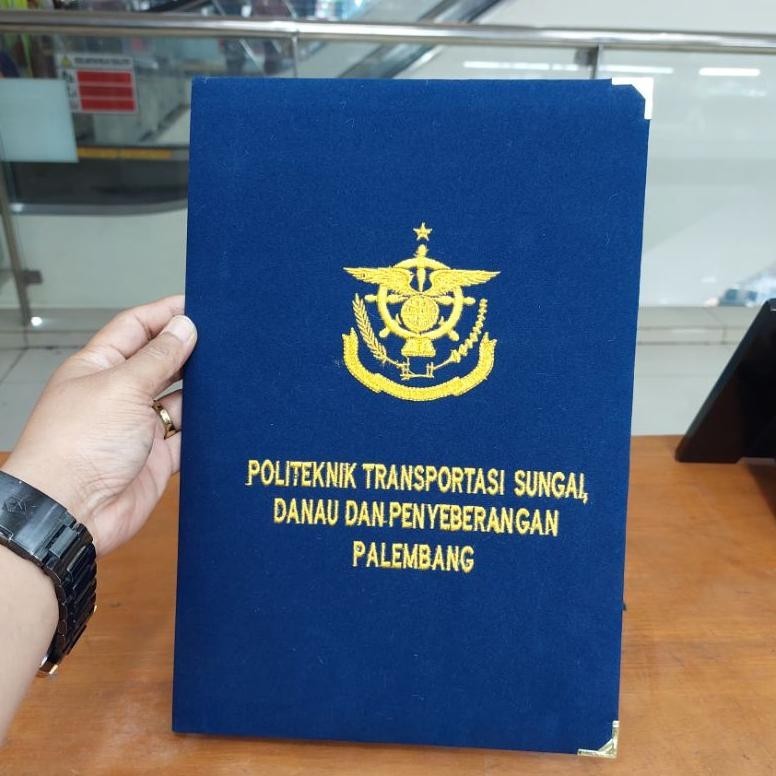 POLITEKNIK TRANSPORTASI SUNGAI,
DANAU DAN PENYEBERANGAN
PALEMBANG